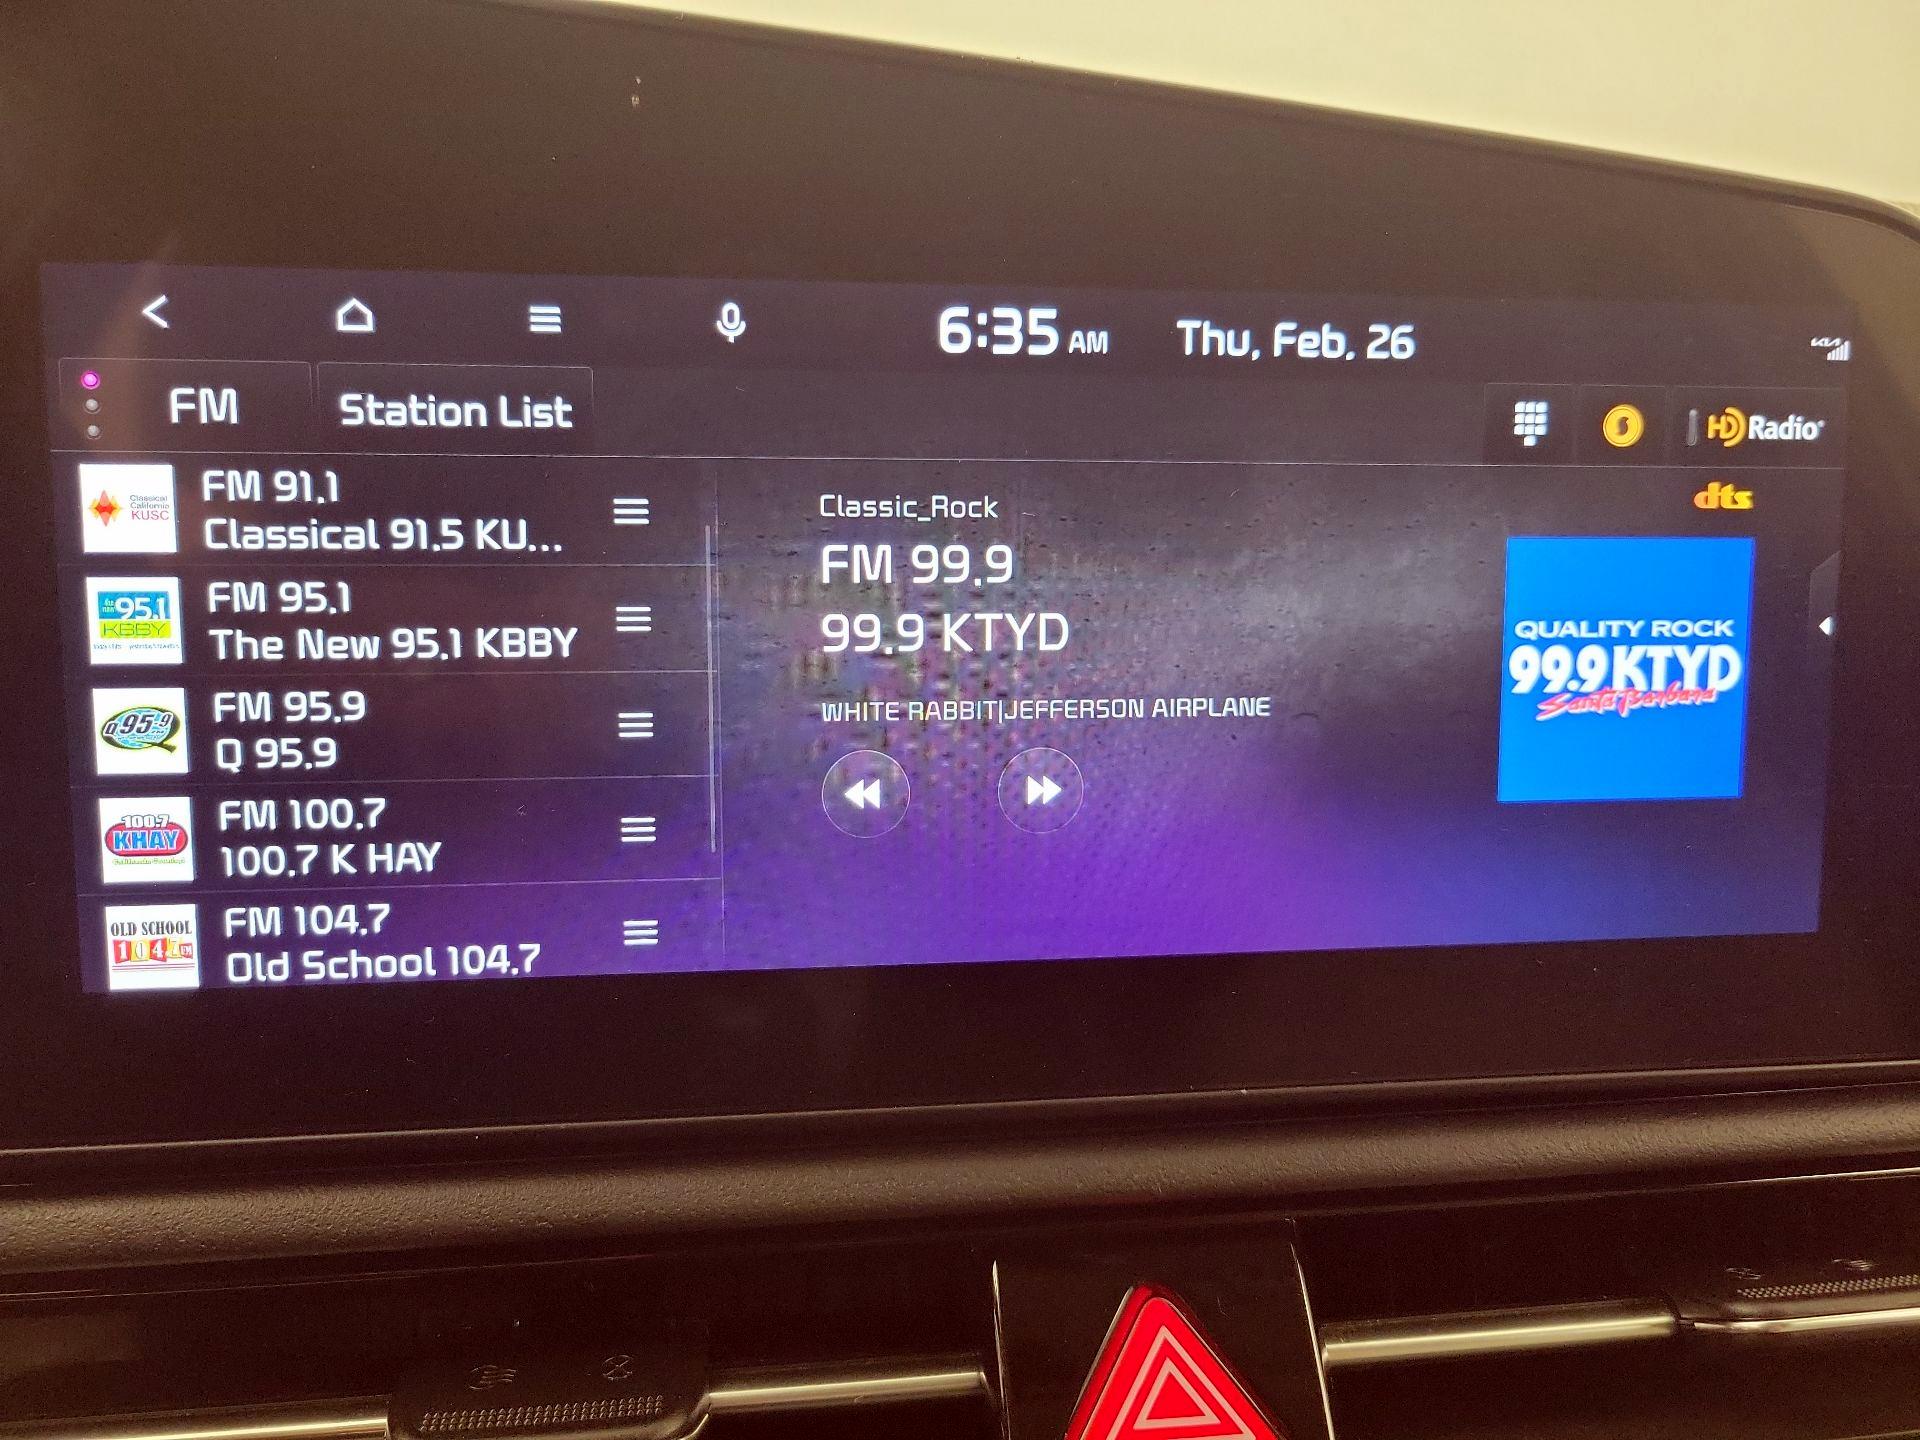 6:35 AM Thu, Feb. 26
FM
Station List
HD Radio
FM 91.1
Classical 91.5 KU...
Classical
California
KUSC
FM 95.1
The New 95.1 KBBY
95.1
KBBY
FM 95.9
Q 95.9
Q95.9
FM 100.7
100.7 K HAY
100.7
KHAY
FM 104.7
Old School 104.7
OLD SCHOOL
104.7 FM
Classic_Rock
FM 99.9
99.9 KTYD
WHITE RABBIT|JEFFERSON AIRPLANE
dts
QUALITY ROCK
99.9 KTYD
Santa Barbara
KIA